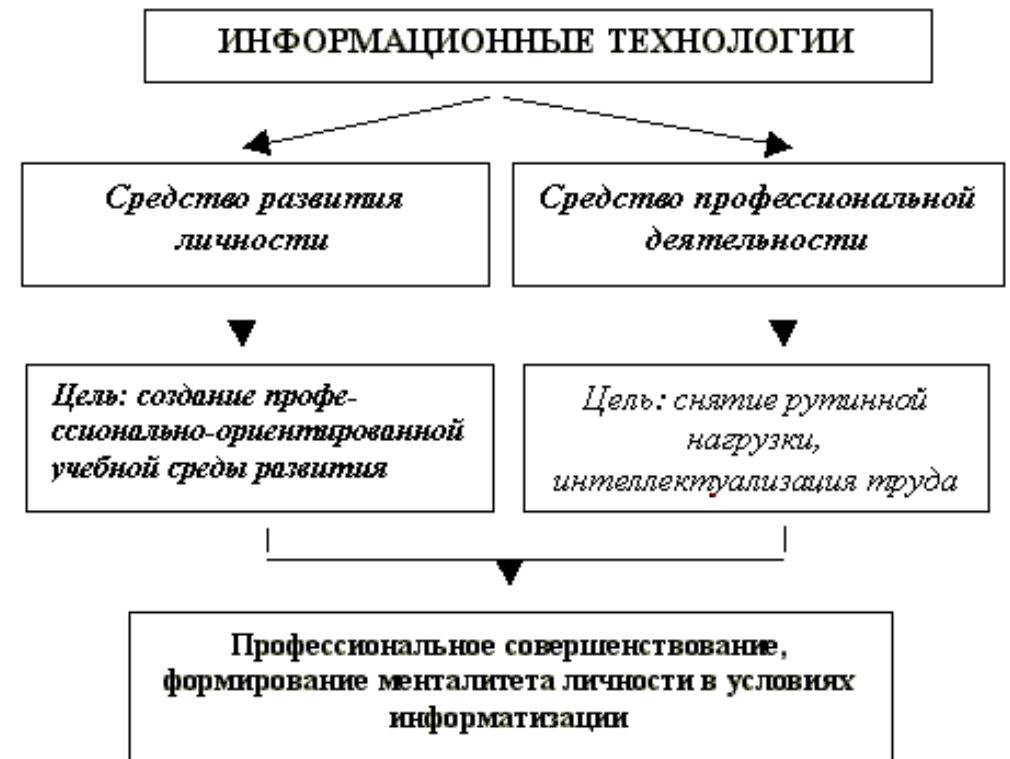 ИНФОРМАЦИОННЫЕ ТЕХНОЛОГИИ
Средство развития
личности
Средство профессиональной
деятельности
Цель: создание профе-
ссионально-ориентированной
учебной среды развития
Цель: снятие рутинной
нагрузки,
интеллектуализация труда
Профессиональное совершенствование,
формирование менталитета личности в условиях
информатизации